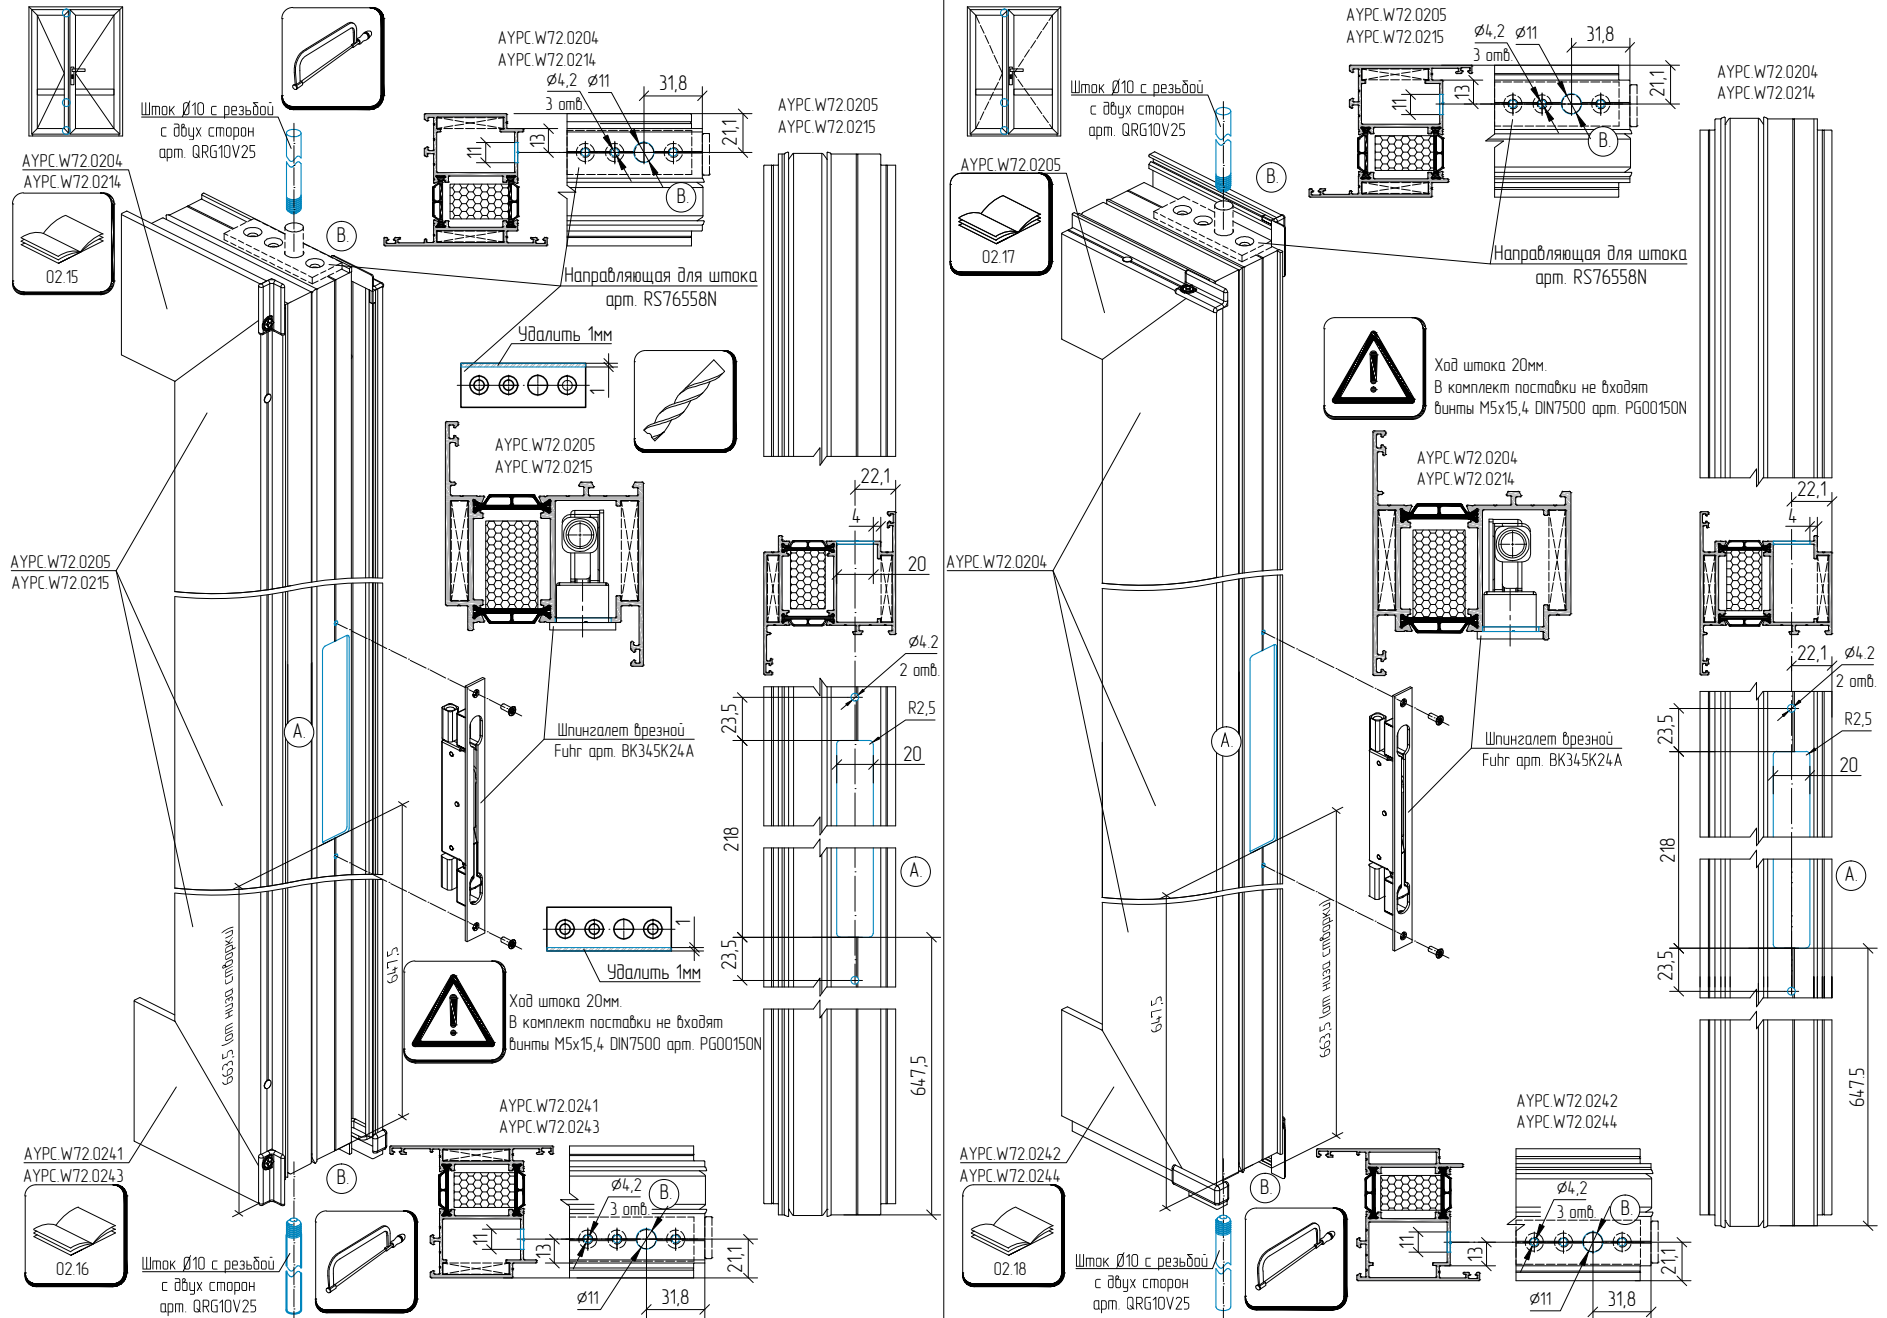 AYPC.W72.0204
AYPC.W72.0214
Ø4,2 Ø11
3 отв.
31,8
21,1
13
11
В.
AYPC.W72.0205
AYPC.W72.0215
Шток Ø10 с резьбой
с двух сторон
арт. QRG10V25
AYPC.W72.0204
AYPC.W72.0214
02.15
В.
Направляющая для штока
арт. RS76558N
Удалить 1мм
1
AYPC.W72.0205
AYPC.W72.0215
22,1
4
20
AYPC.W72.0205
AYPC.W72.0215
Ø4.2
2 отв.
R2,5
20
23,5
218
23,5
А.
А.
Шпингалет врезной
Fuhr арт. BK345K24A
1
Удалить 1мм
663,5 (от низа створки)
647,5
647,5
Ход штока 20мм.
В комплект поставки не входят
винты M5x15,4 DIN7500 арт. PG00150N
AYPC.W72.0241
AYPC.W72.0243
AYPC.W72.0241
AYPC.W72.0243
02.16
В.
Шток Ø10 с резьбой
с двух сторон
арт. QRG10V25
Ø4,2
3 отв.
В.
11
13
21,1
Ø11
31,8
AYPC.W72.0205
AYPC.W72.0215
Ø4,2 Ø11
3 отв.
31,8
21,1
13
11
В.
AYPC.W72.0204
AYPC.W72.0214
Шток Ø10 с резьбой
с двух сторон
арт. QRG10V25
AYPC.W72.0205
02.17
В.
Направляющая для штока
арт. RS76558N
Ход штока 20мм.
В комплект поставки не входят
винты M5x15,4 DIN7500 арт. PG00150N
AYPC.W72.0204
AYPC.W72.0214
22,1
4
AYPC.W72.0204
22,1
Ø4.2
2 отв.
R2,5
20
23,5
218
23,5
А.
А.
Шпингалет врезной
Fuhr арт. BK345K24A
647,5
663,5 (от низа створки)
647.5
AYPC.W72.0242
AYPC.W72.0244
AYPC.W72.0242
AYPC.W72.0244
02.18
В.
Шток Ø10 с резьбой
с двух сторон
арт. QRG10V25
Ø4,2
3 отв.
В.
11
13
21,1
Ø11
31,8